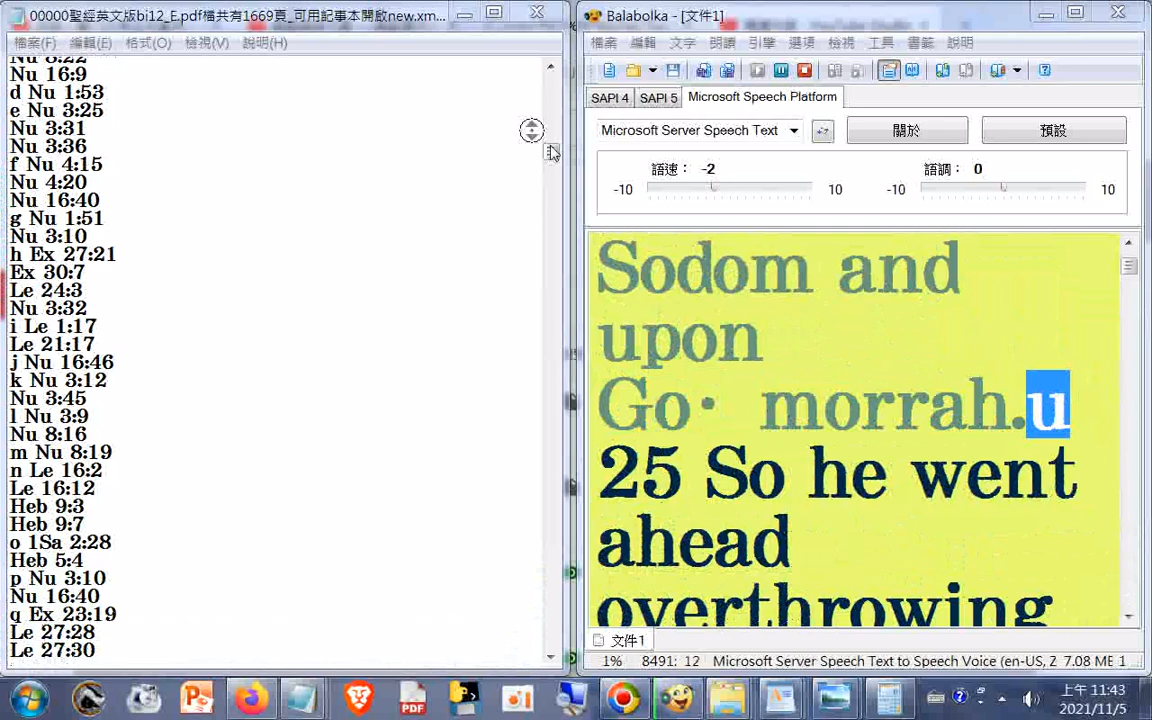 00000聖經英文版bi12_E.pdf檔共有1669頁_可用記事本開啟new.xm...
檔案(F) 編輯(E) 格式(O) 檢視(V) 說明(H)
Nu 8:22
Nu 16:9
d Nu 1:53
e Nu 3:25
Nu 3:31
Nu 3:36
f Nu 4:15
Nu 4:20
Nu 16:40
g Nu 1:51
Nu 3:10
h Ex 27:21
Ex 30:7
Le 24:3
Nu 3:32
i Le 1:17
Le 21:17
j Nu 16:46
k Nu 3:12
Nu 3:45
l Nu 3:9
Nu 8:16
m Nu 8:19
n Le 16:2
Le 16:12
Heb 9:3
Heb 9:7
o 1Sa 2:28
Heb 5:4
p Nu 3:10
Nu 16:40
q Ex 23:19
Le 27:28
Le 27:30
Balabolka - [文件1]
檔案 編輯 文字 朗讀 引擎 選項 檢視 工具 書籤 說明
SAPI 4 SAPI 5 Microsoft Speech Platform
Microsoft Server Speech Text 關於 預設
語速： -2 語調： 0
-10 10 -10 10
Sodom and
upon
Go· morrah.u
25 So he went
ahead
overthrowing
文件1
1% 8491: 12 Microsoft Server Speech Text to Speech Voice (en-US, 2 7.08 ME 1
PDF
上午 11:43
2021/11/5